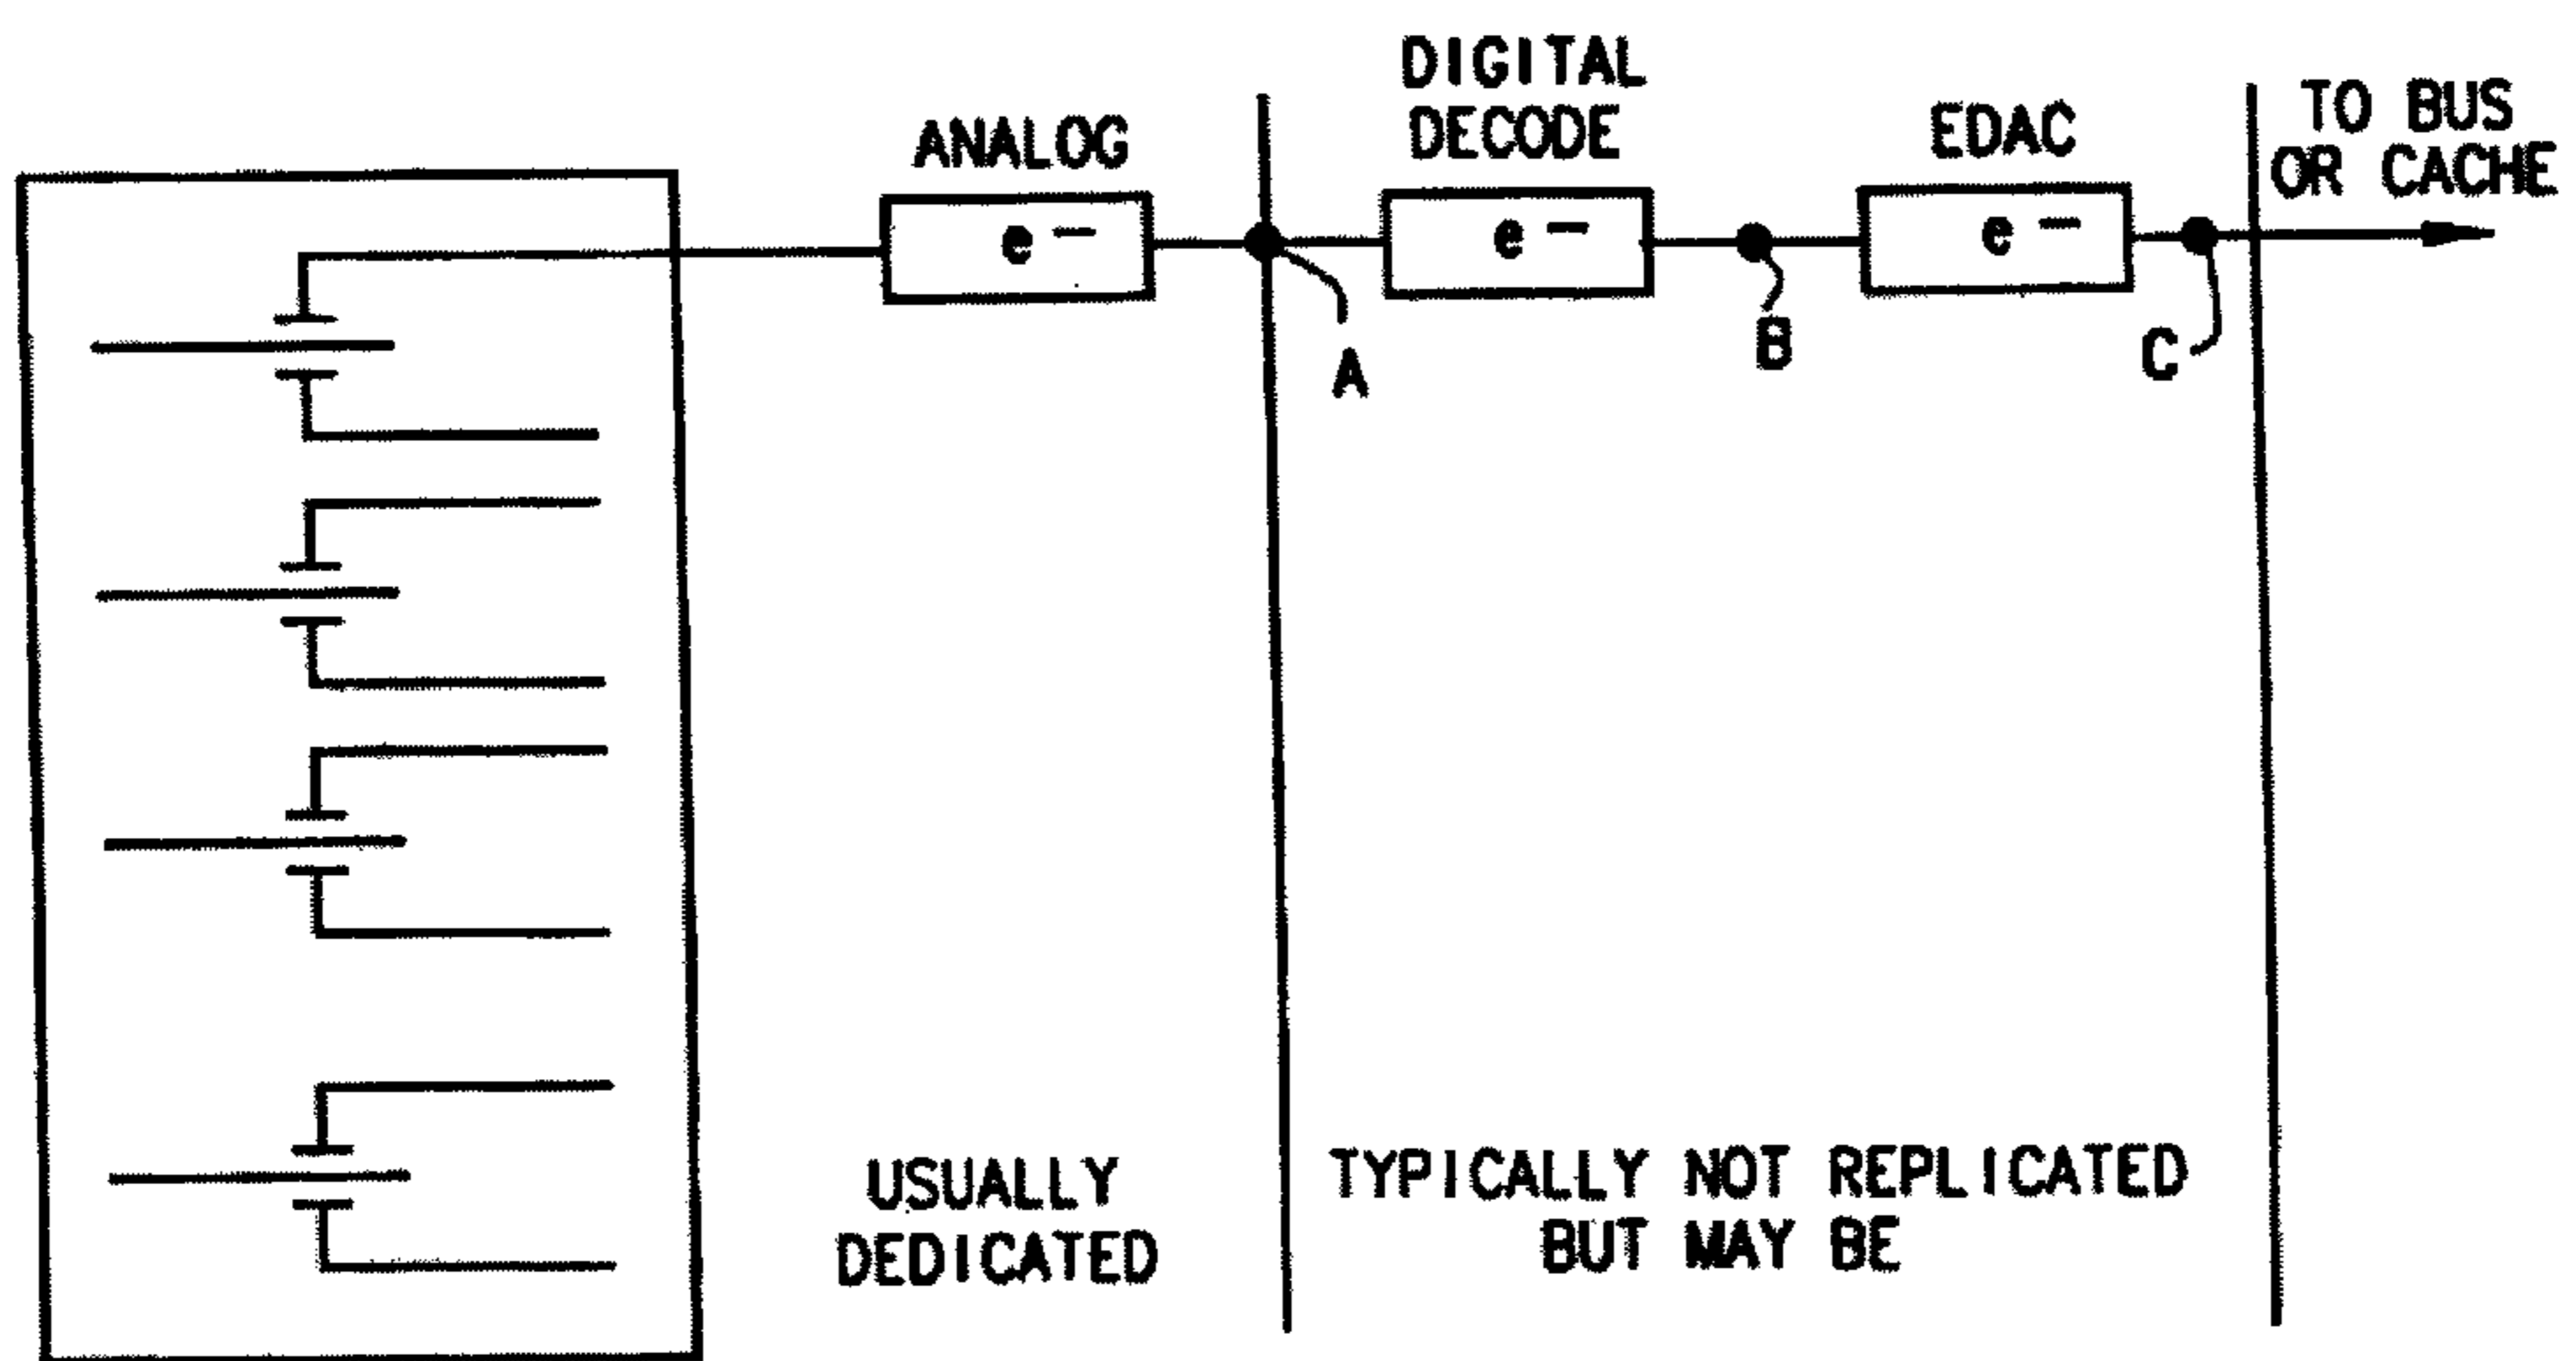 ANALOG
e-
A
DIGITAL
DECODE
e-
B
EDAC
e-
C
TO BUS
OR CACHE
USUALLY
DEDICATED
TYPICALLY NOT REPLICATED
BUT MAY BE